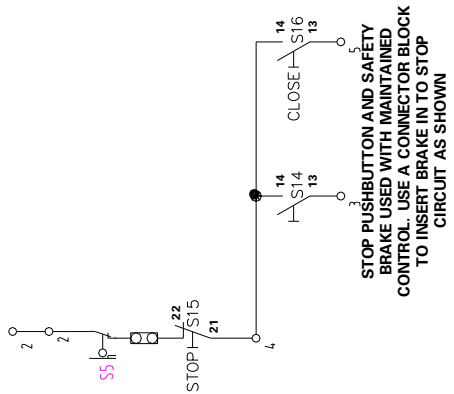 2
2
S5
STOP
22
S15
21
4
14
S14
13
3
CLOSE
14
S16
13
5
STOP PUSHBUTTON AND SAFETY
BRAKE USED WITH MAINTAINED
CONTROL. USE A CONNECTOR BLOCK
TO INSERT BRAKE IN TO STOP
CIRCUIT AS SHOWN